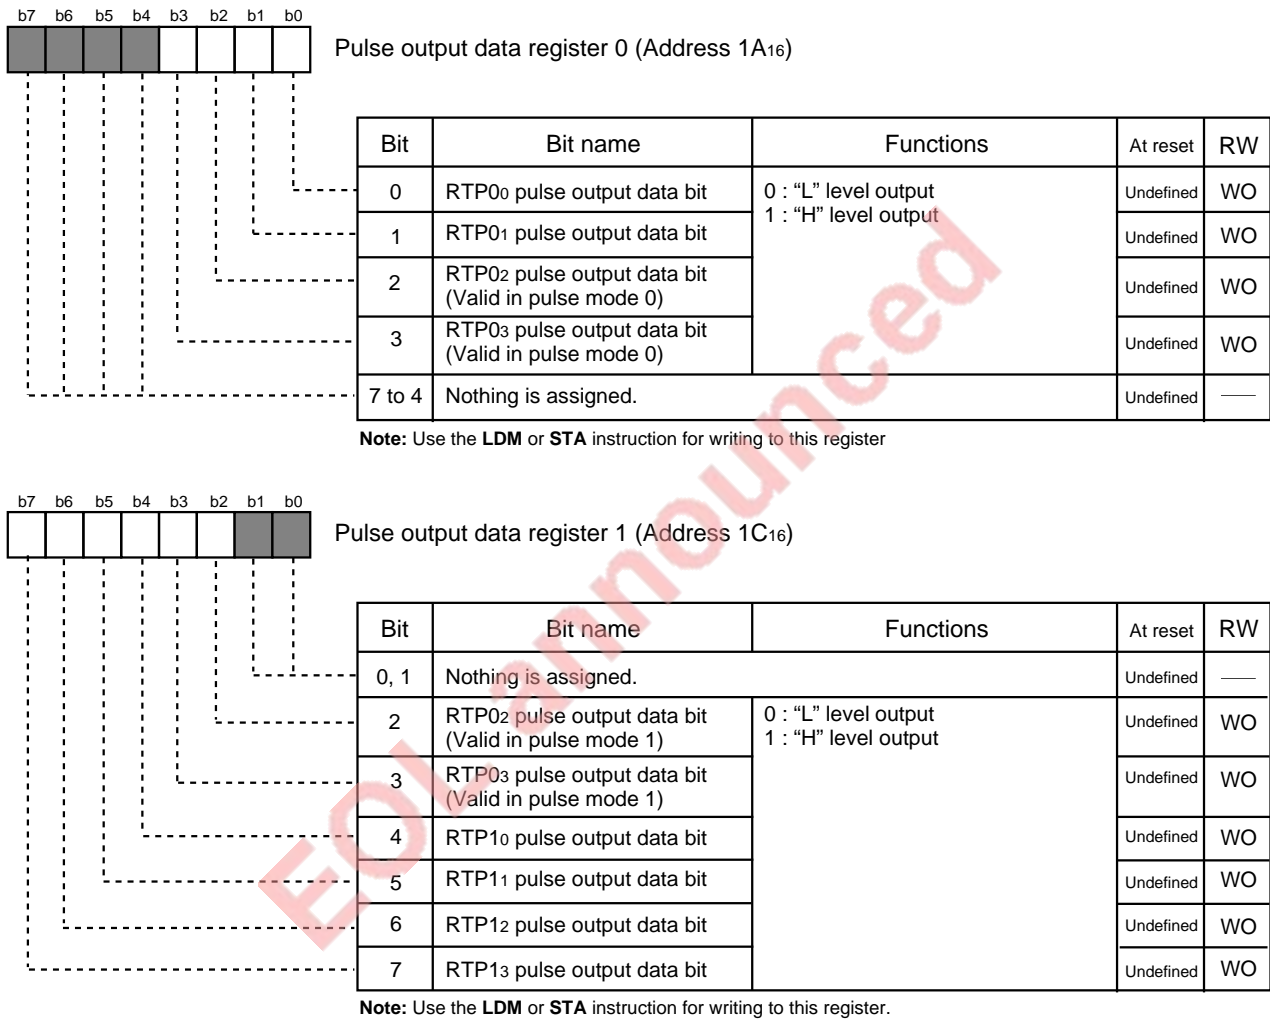 b7 b6 b5 b4 b3 b2 b1 b0
Pulse output data register 0 (Address 1A16)
Bit Bit name Functions At reset RW
0 RTP00 pulse output data bit 0 : “L” level output Undefined WO
1 : “H” level output
1 RTP01 pulse output data bit Undefined WO
2 RTP02 pulse output data bit Undefined WO
(Valid in pulse mode 0)
3 RTP03 pulse output data bit Undefined WO
(Valid in pulse mode 0)
7 to 4 Nothing is assigned. Undefined —
Note: Use the LDM or STA instruction for writing to this register
b7 b6 b5 b4 b3 b2 b1 b0
Pulse output data register 1 (Address 1C16)
Bit Bit name Functions At reset RW
0, 1 Nothing is assigned. Undefined —
2 RTP02 pulse output data bit 0 : “L” level output Undefined WO
(Valid in pulse mode 1) 1 : “H” level output
3 RTP03 pulse output data bit Undefined WO
(Valid in pulse mode 1)
4 RTP10 pulse output data bit Undefined WO
5 RTP11 pulse output data bit Undefined WO
6 RTP12 pulse output data bit Undefined WO
7 RTP13 pulse output data bit Undefined WO
Note: Use the LDM or STA instruction for writing to this register.
EOL announced